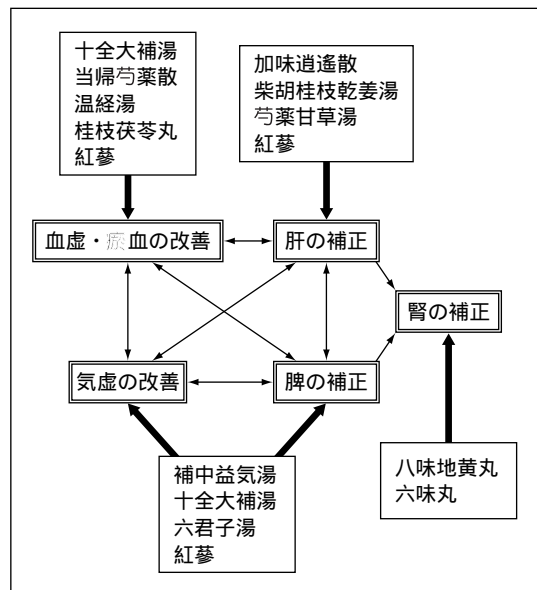 十全大補湯
当帰芍薬散
温経湯
桂枝茯苓丸
紅蔘
加味逍遙散
柴胡桂枝乾姜湯
芍薬甘草湯
紅蔘
血虚・瘀血の改善
肝の補正
腎の補正
気虚の改善
脾の補正
補中益気湯
十全大補湯
六君子湯
紅蔘
八味地黄丸
六味丸